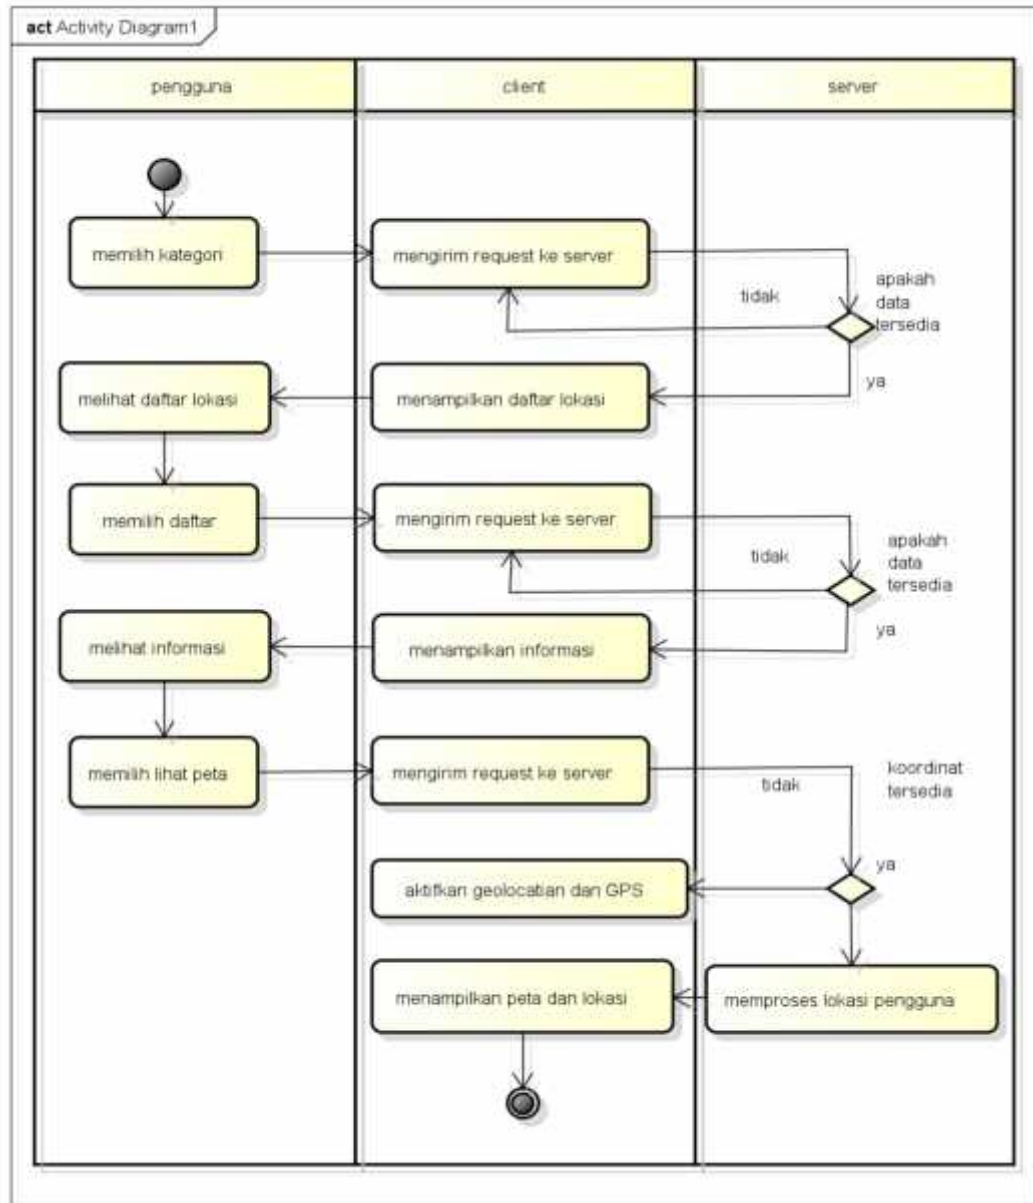 act Activity Diagram1
pengguna
client
server
memilih kategori
mengirim request ke server
apakah
data
tersedia
tidak
ya
melihat daftar lokasi
menampilkan daftar lokasi
memilih daftar
mengirim request ke server
apakah
data
tersedia
tidak
ya
melihat informasi
menampilkan informasi
memilih lihat peta
mengirim request ke server
tidak
koordinat
tersedia
ya
aktifkan geolocatian dan GPS
menampilkan peta dan lokasi
memproses lokasi pengguna